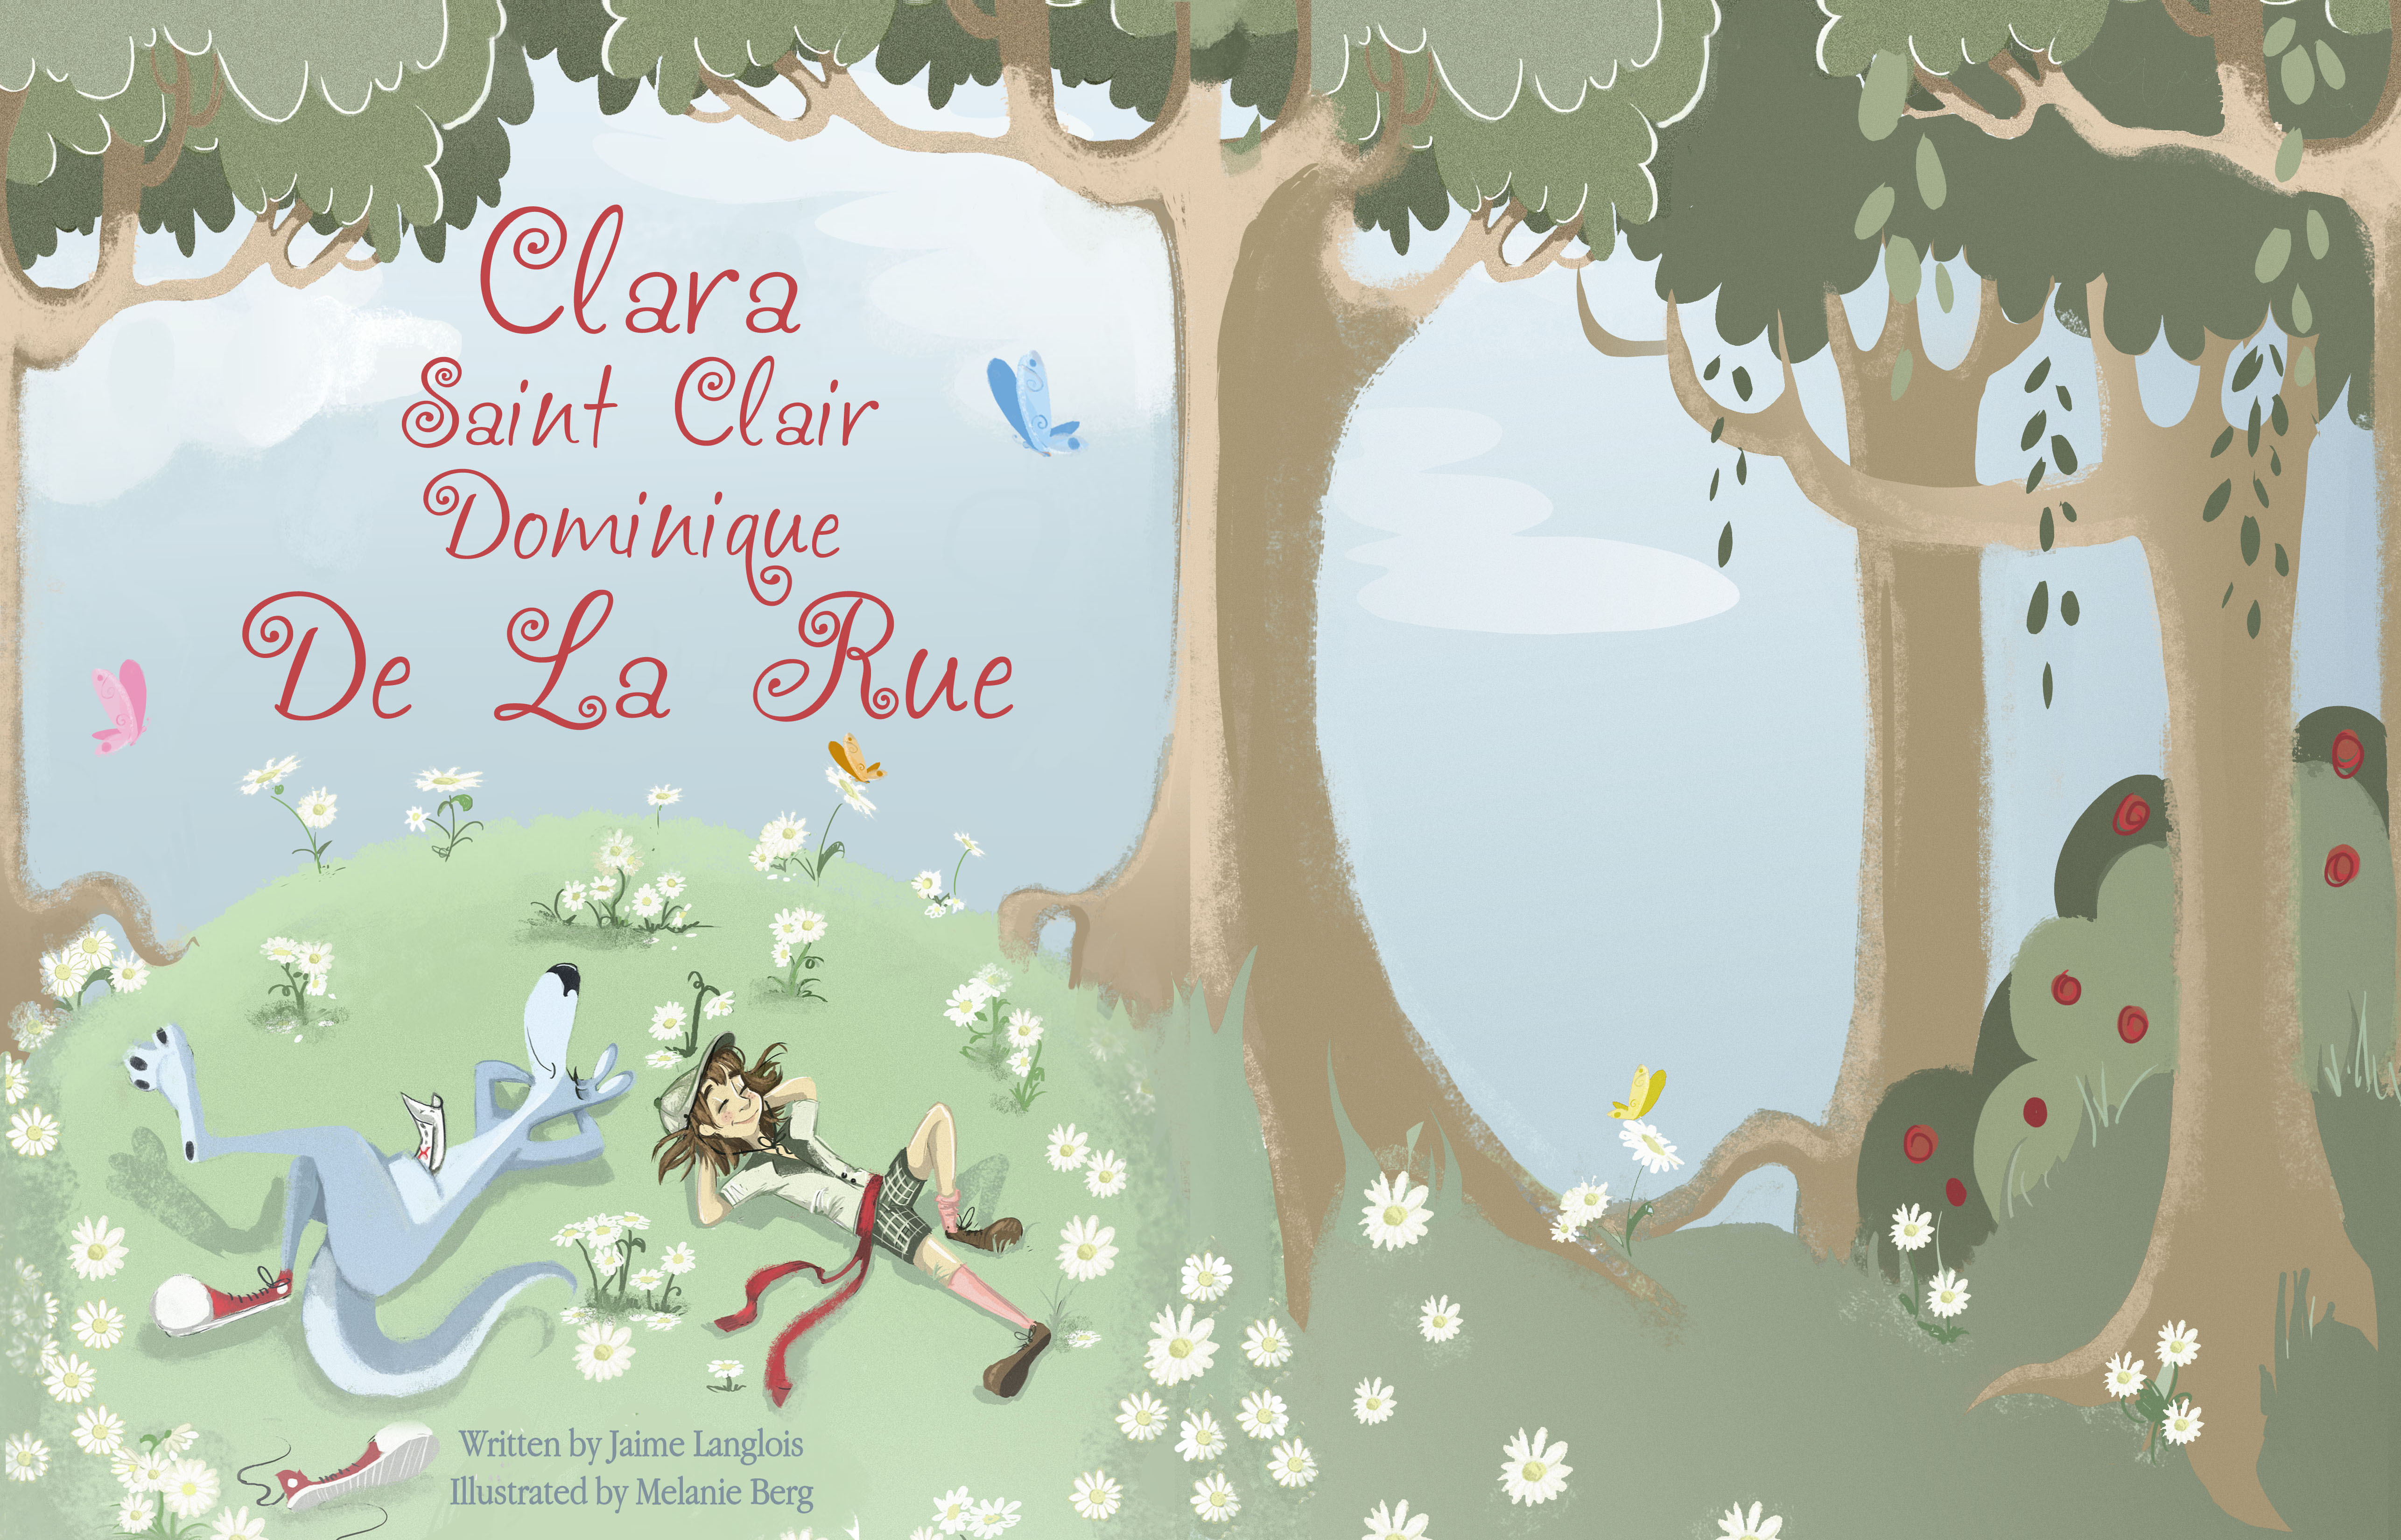 Clara
Saint Clair
Dominique
De La Rue
Written by Jaime Langlois
Illustrated by Melanie Berg